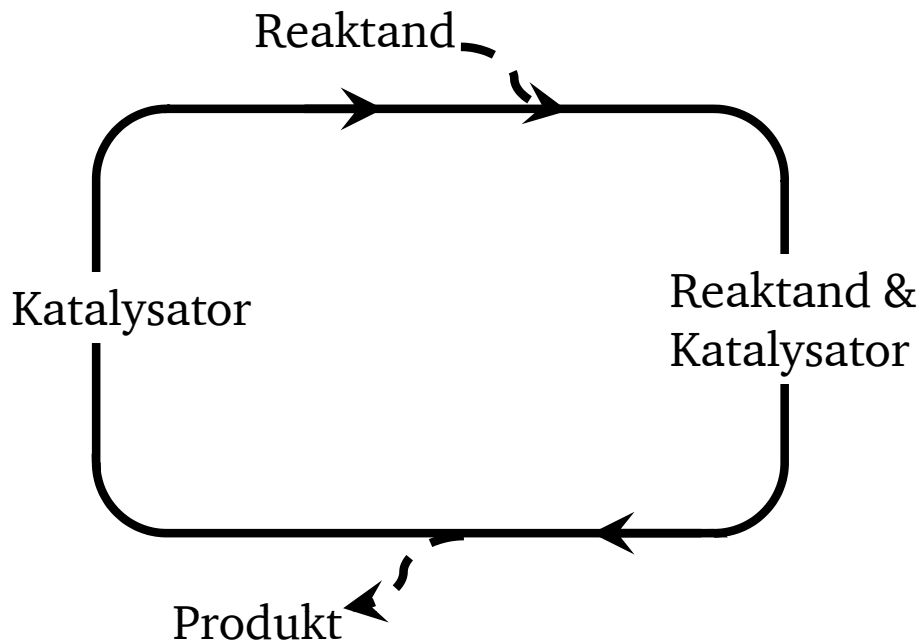 Reaktand
Katalysator
Reaktand &
Katalysator
Produkt